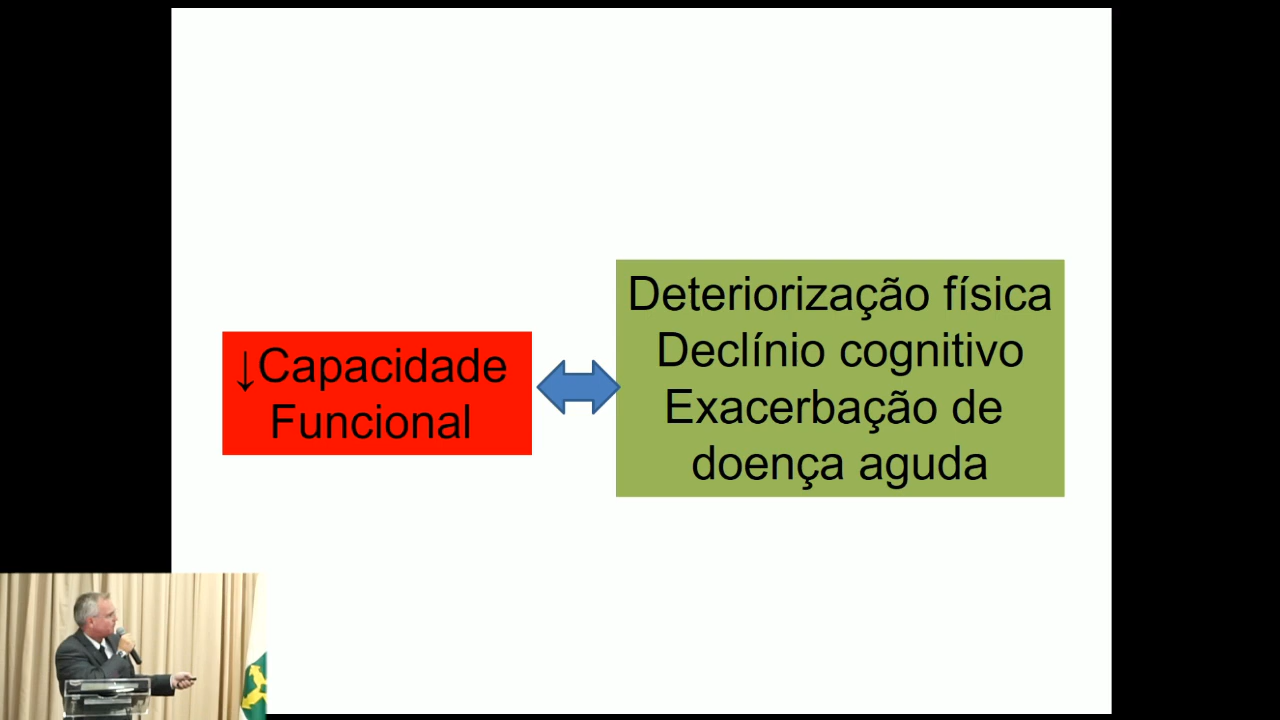 ↓Capacidade
Funcional
Deteriorização física
Declínio cognitivo
Exacerbação de
doença aguda